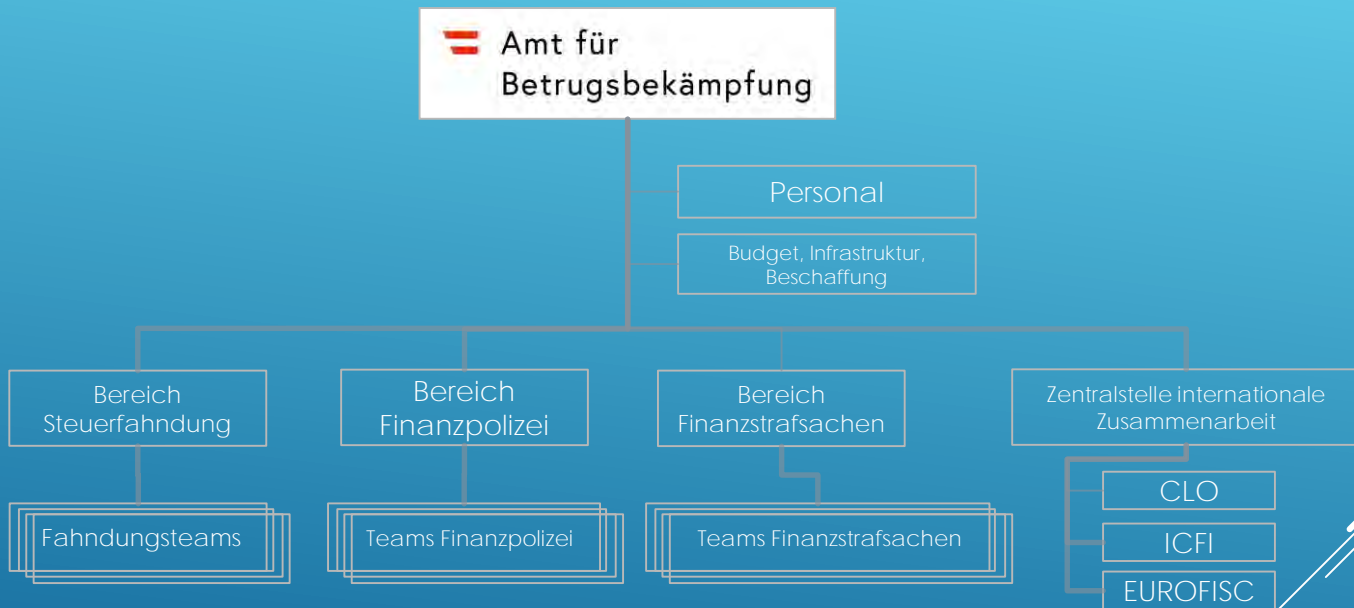 Amt für
Betrugsbekämpfung
Personal
Budget, Infrastruktur,
Beschaffung
Bereich
Steuerfahndung
Bereich
Finanzpolizei
Bereich
Finanzstrafsachen
Zentralstelle internationale
Zusammenarbeit
Fahndungsteams
Teams Finanzpolizei
Teams Finanzstrafsachen
CLO
ICFI
EUROFISC